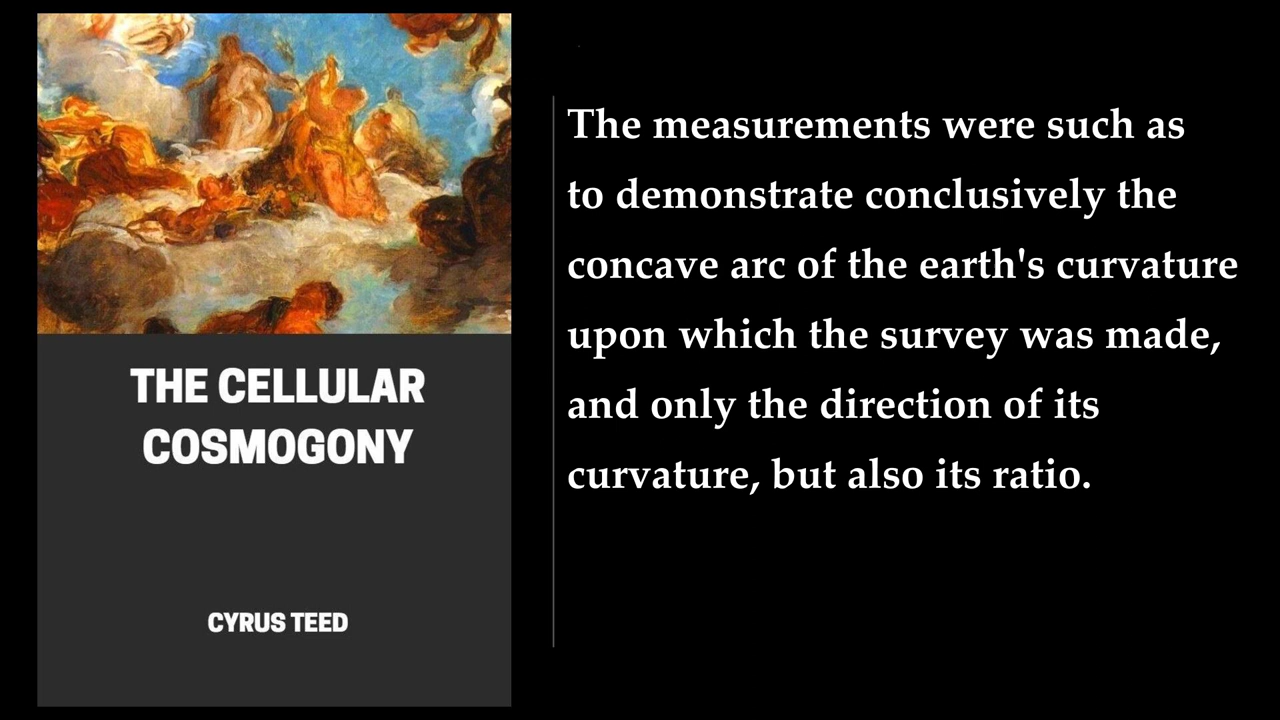 THE CELLULAR
COSMOGONY
CYRUS TEED
The measurements were such as
to demonstrate conclusively the
concave arc of the earth's curvature
upon which the survey was made,
and only the direction of its
curvature, but also its ratio.